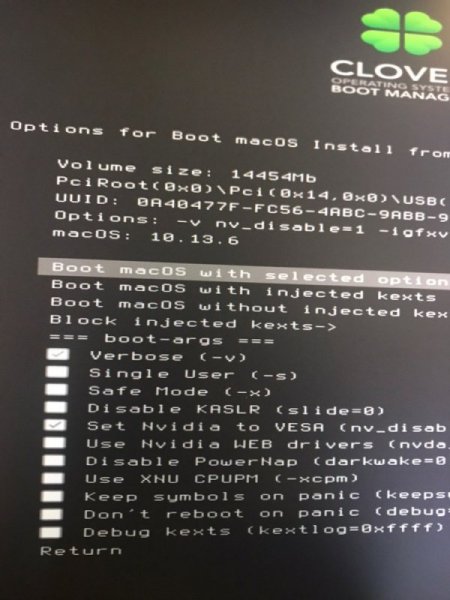 CLOVE
OPERATING SYSTE
BOOT MANAG
Options for Boot macOS Install from
Volume size: 14454Mb
PciRoot(0x0)\Pci(0x14,0x0)\USB(
UUID: 0A40477F-FC56-4ABC-9ABB-9
Options: -v nv_disable=1 -igfxv
macOS: 10.13.6
Boot macOS with selected option
Boot macOS with injected kexts
Boot macOS without injected kex
Block injected kexts->
=== boot-args ===
Verbose (-v)
Single User (-s)
Safe Mode (-x)
Disable KASLR (slide=0)
Set Nvidia to VESA (nv_disab
Use Nvidia WEB drivers (nvda_
Disable PowerNap (darkwake=0
Use XNU CPUPM (-xcpm)
Keep symbols on panic (keepsy
Don't reboot on panic (debug=
Debug kexts (kextlog=0xffff)
Return